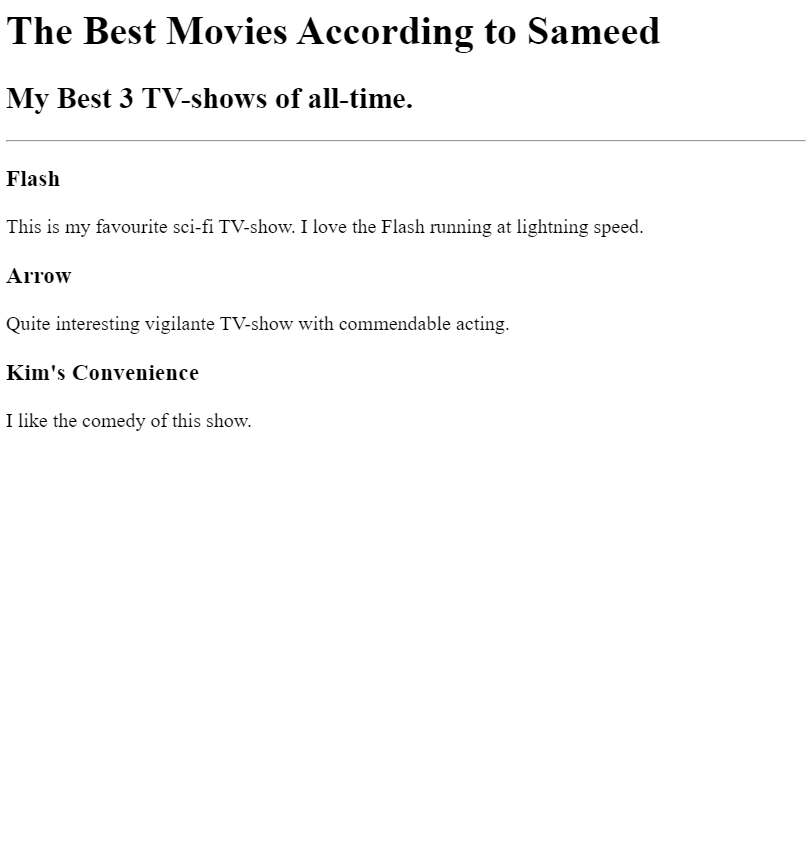 The Best Movies According to Sameed
My Best 3 TV-shows of all-time.
Flash
This is my favourite sci-fi TV-show. I love the Flash running at lightning speed.
Arrow
Quite interesting vigilante TV-show with commendable acting.
Kim's Convenience
I like the comedy of this show.